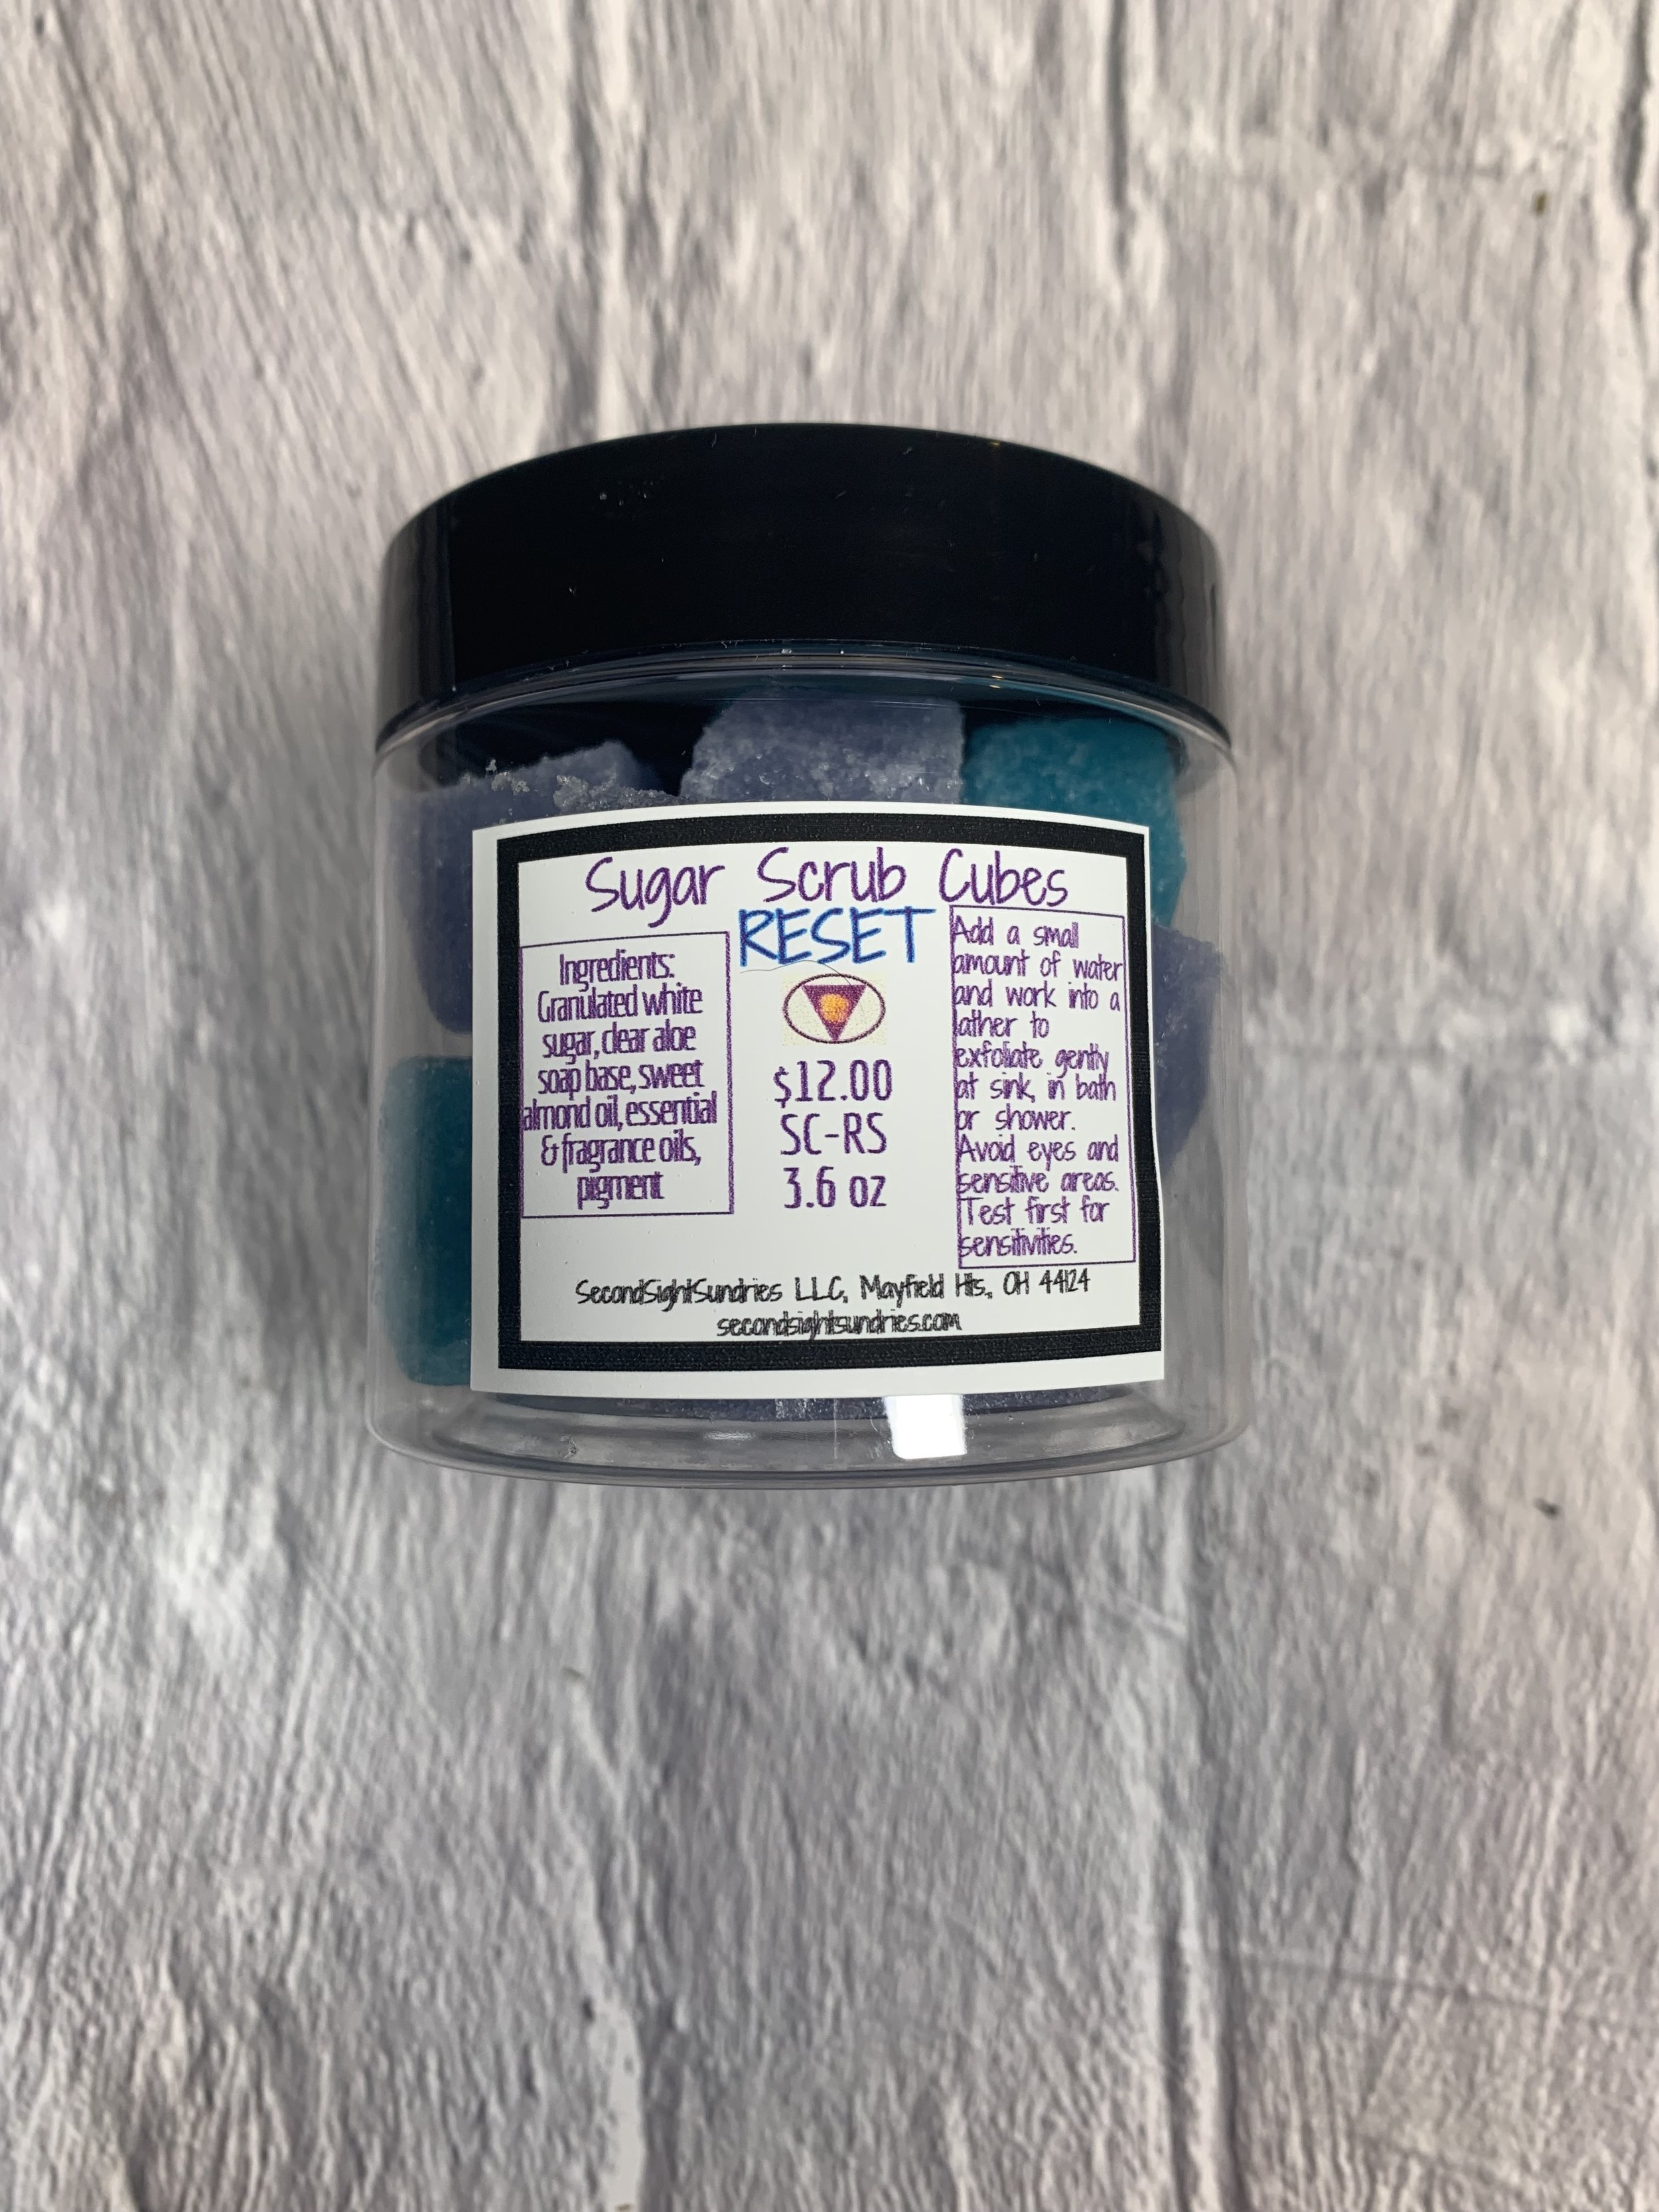 Sugar Scrub Cubes
RESET
Ingredients:
Granulated white
sugar, clear aloe
soap base, sweet
almond oil, essential
& fragrance oils,
pigment
$12.00
SC-RS
3.6 oz
Add a small
amount of water
and work into a
lather to
exfoliate gently
at sink, in bath
or shower.
Avoid eyes and
sensitive areas.
Test first for
sensitivities.
SecondSightSundries LLC, Mayfield Hts., OH 44124
secondsightsundries.com